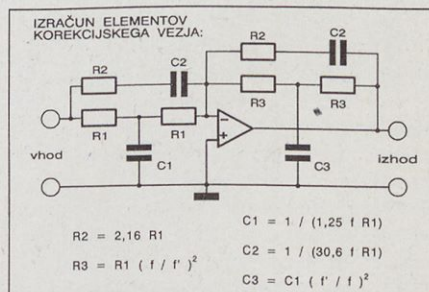 IZRAČUN ELEMENTOV
KOREKCIJSKEGA VEZJA:
R2
C2
R2
C2
R3
R3
R1
R1
vhod
C1
C3
izhod
R2 = 2,16 R1
R3 = R1 ( f / f' )²
C1 = 1 / (1,25 f R1)
C2 = 1 / (30,6 f R1)
C3 = C1 ( f' / f )²